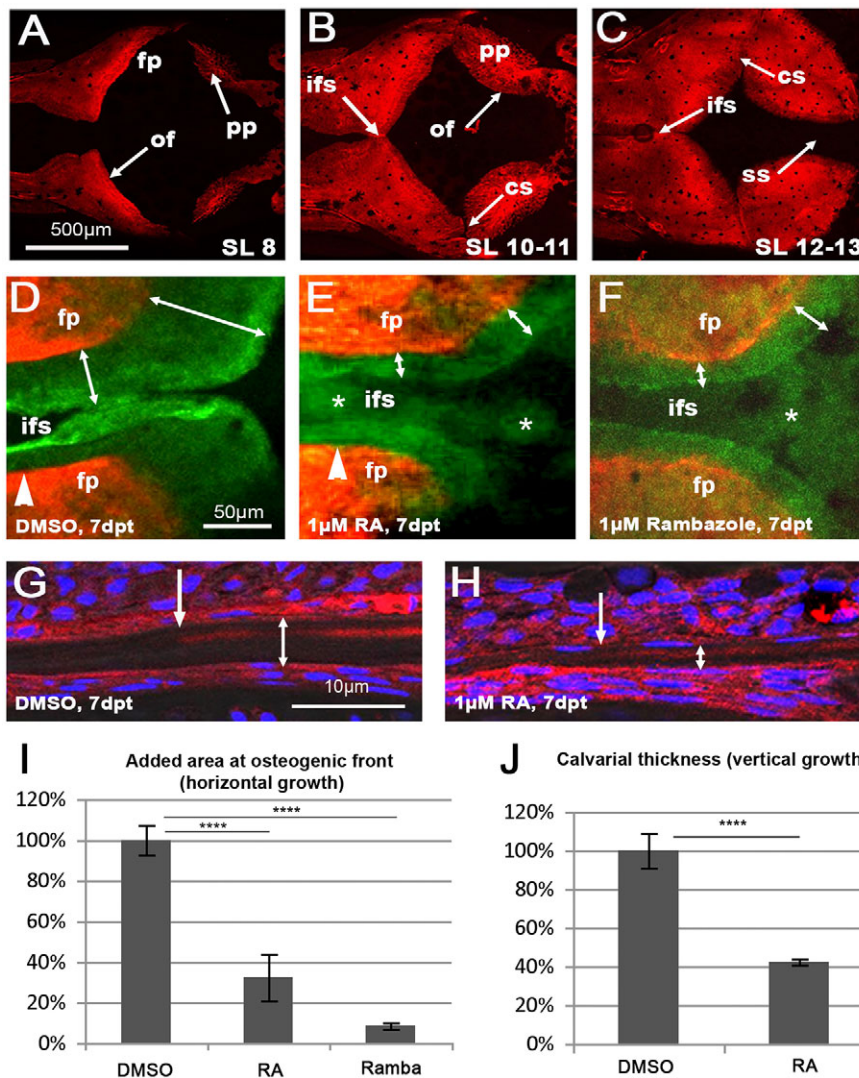 A
fp
pp
of
500µm
SL 8
B
pp
ifs
of
cs
SL 10-11
C
cs
ifs
ss
SL 12-13
D
fp
ifs
fp
DMSO, 7dpt
50µm
E
fp
*
ifs
*
fp
1µM RA, 7dpt
F
fp
ifs
*
fp
1µM Rambazole, 7dpt
G
DMSO, 7dpt
10µm
H
1µM RA, 7dpt
I
Added area at osteogenic front
(horizontal growth)
120%
100%
80%
60%
40%
20%
0%
****
****
DMSO
RA
Ramba
J
Calvarial thickness (vertical growth
120%
100%
80%
60%
40%
20%
0%
****
DMSO
RA